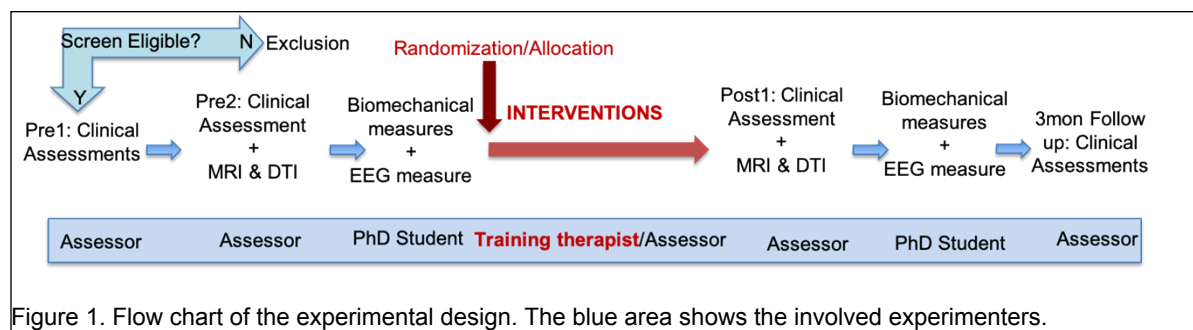 Screen Eligible? N Exclusion
Y
Pre1: Clinical
Assessments
Pre2: Clinical
Assessment
+
MRI & DTI
Biomechanical
measures
+
EEG measure
Randomization/Allocation
INTERVENTIONS
Post1: Clinical
Assessment
+
MRI & DTI
Biomechanical
measures
+
EEG measure
3mon Follow
up: Clinical
Assessments
Assessor Assessor PhD Student Training therapist/Assessor Assessor PhD Student Assessor
Figure 1. Flow chart of the experimental design. The blue area shows the involved experimenters.